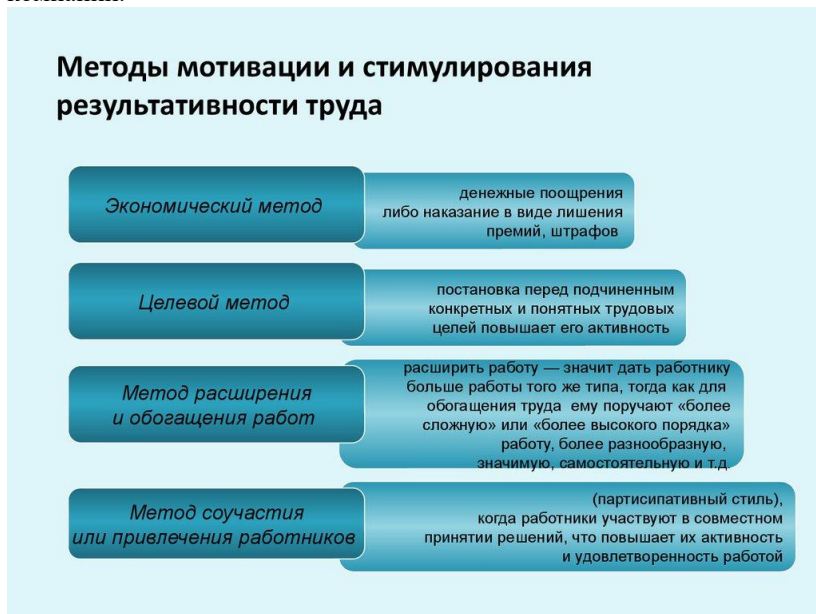 Методы мотивации и стимулирования
результативности труда
Экономический метод
денежные поощрения
либо наказание в виде лишения
премий, штрафов
Целевой метод
постановка перед подчиненным
конкретных и понятных трудовых
целей повышает его активность
Метод расширения
и обогащения работ
расширить работу — значит дать работнику
больше работы того же типа, тогда как для
обогащения труда ему поручают «более
сложную» или «более высокого порядка»
работу, более разнообразную,
значимую, самостоятельную и т.д.
Метод соучастия
или привлечения работников
(партисипативный стиль),
когда работники участвуют в совместном
принятии решений, что повышает их активность
и удовлетворенность работой